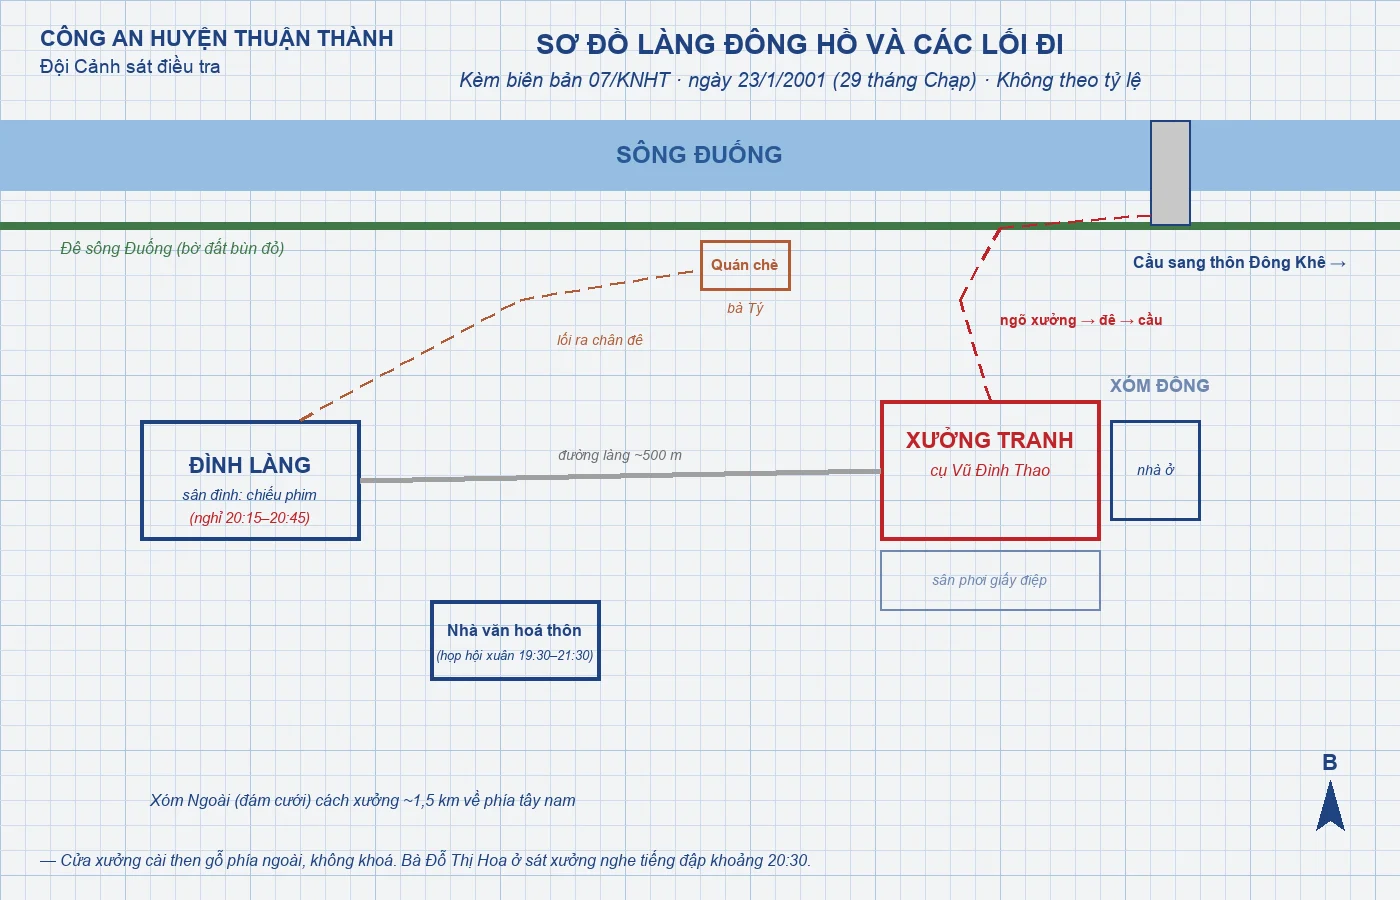 CÔNG AN HUYỆN THUẬN THÀNH
Đội Cảnh sát điều tra
SƠ ĐỒ LÀNG ĐÔNG HỒ VÀ CÁC LỐI ĐI
Kèm biên bản 07/KNHT · ngày 23/1/2001 (29 tháng Chạp) · Không theo tỷ lệ
SÔNG ĐUỐNG
Đê sông Đuống (bờ đất bùn đỏ)
Quán chè
bà Tý
Cầu sang thôn Đông Khê →
ngõ xưởng → đê → cầu
lối ra chân đê
XÓM ĐÔNG
ĐÌNH LÀNG
sân đình: chiếu phim
(nghỉ 20:15–20:45)
đường làng ~500 m
XƯỞNG TRANH
cụ Vũ Đình Thao
nhà ở
sân phơi giấy điệp
Nhà văn hoá thôn
(họp hội xuân 19:30–21:30)
B
Xóm Ngoài (đám cưới) cách xưởng ~1,5 km về phía tây nam
— Cửa xưởng cài then gỗ phía ngoài, không khoá. Bà Đỗ Thị Hoa ở sát xưởng nghe tiếng đập khoảng 20:30.